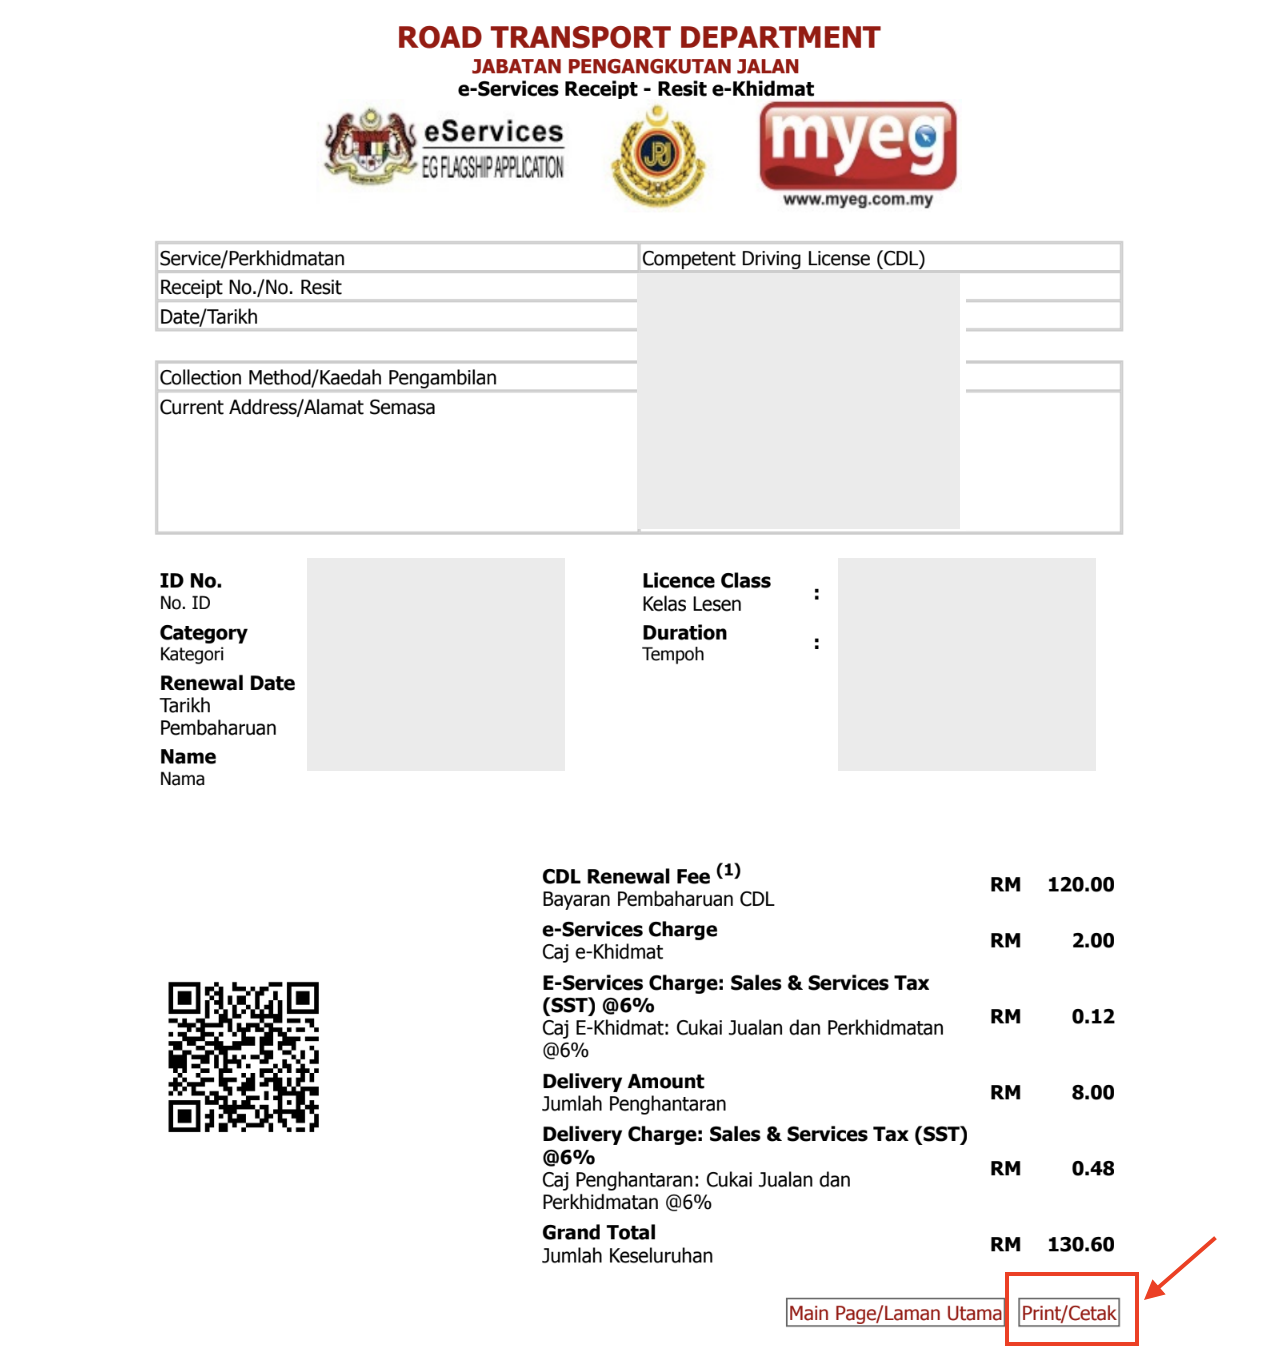 ROAD TRANSPORT DEPARTMENT
JABATAN PENGANGKUTAN JALAN
e-Services Receipt - Resit e-Khidmat
eServices
EG FLAGSHIP APPLICATION
JPJ
myeg
www.myeg.com.my
Service/Perkhidmatan Competent Driving License (CDL)
Receipt No./No. Resit
Date/Tarikh
Collection Method/Kaedah Pengambilan
Current Address/Alamat Semasa
ID No.
No. ID
Category
Kategori
Renewal Date
Tarikh
Pembaharuan
Name
Nama
Licence Class :
Kelas Lesen
Duration :
Tempoh
CDL Renewal Fee (1) RM 120.00
Bayaran Pembaharuan CDL
e-Services Charge RM 2.00
Caj e-Khidmat
E-Services Charge: Sales & Services Tax
(SST) @6% RM 0.12
Caj E-Khidmat: Cukai Jualan dan Perkhidmatan
@6%
Delivery Amount RM 8.00
Jumlah Penghantaran
Delivery Charge: Sales & Services Tax (SST)
@6% RM 0.48
Caj Penghantaran: Cukai Jualan dan
Perkhidmatan @6%
Grand Total RM 130.60
Jumlah Keseluruhan
Main Page/Laman Utama Print/Cetak